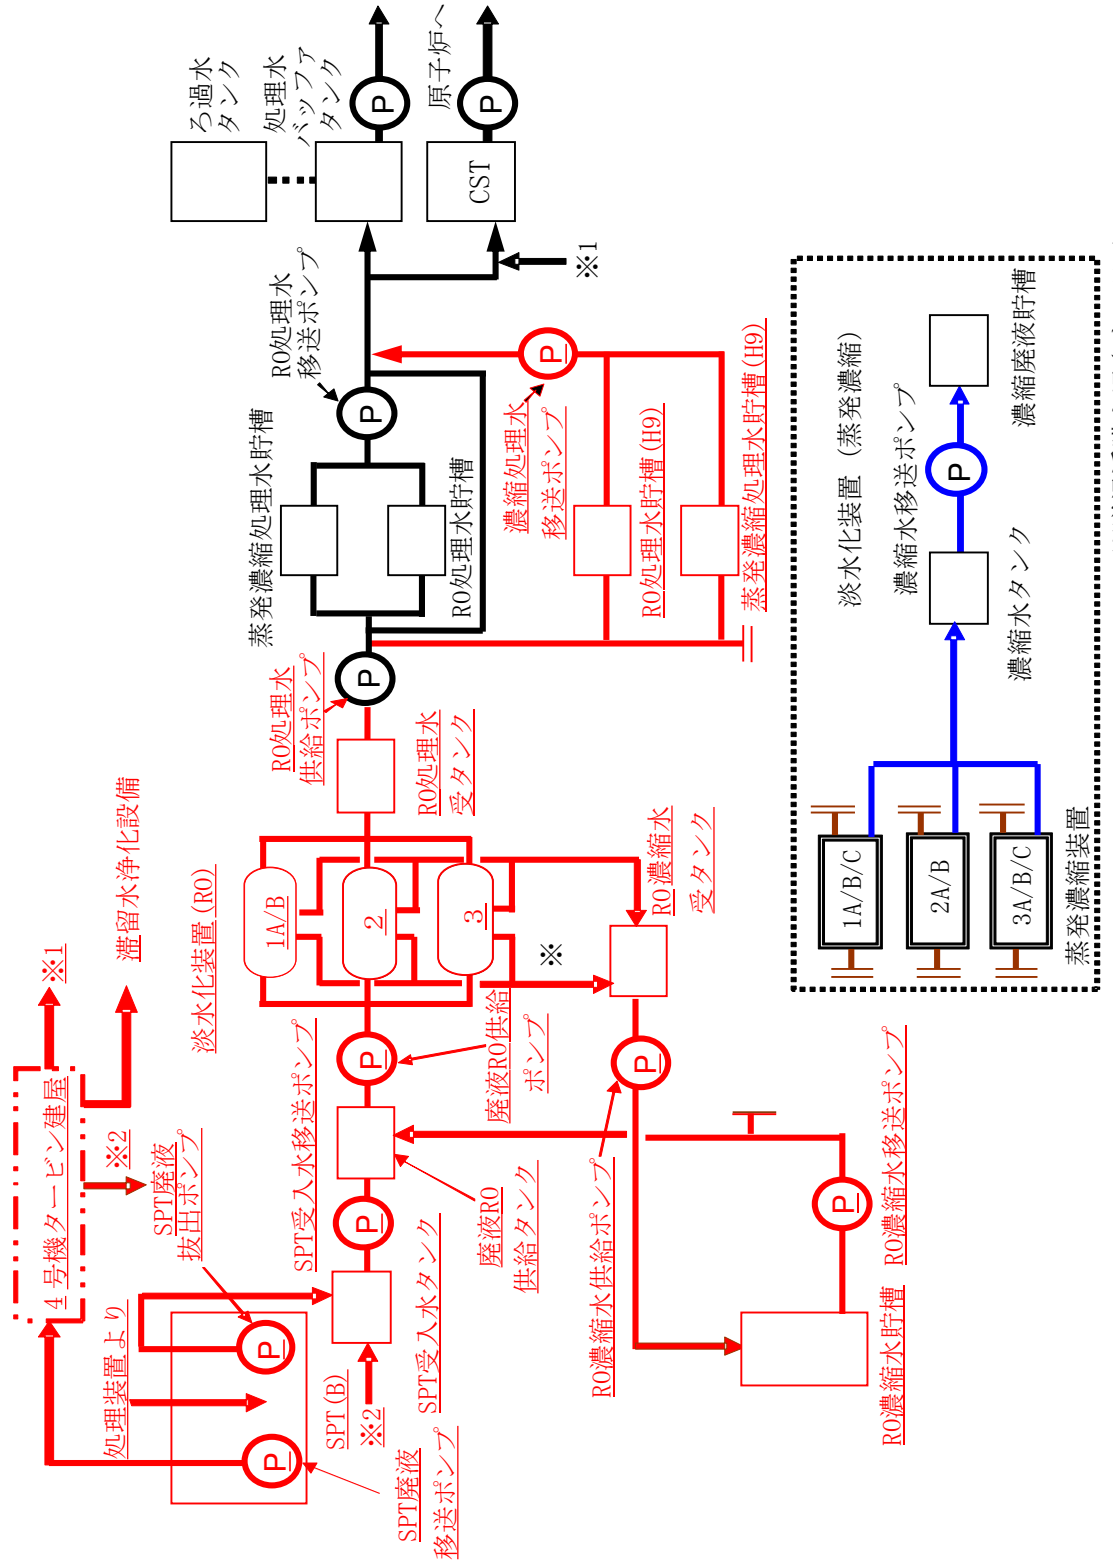 4号機タービン建屋
※1
滞留水浄化設備
※2
処理装置より
SPT廃液
抜出ポンプ
P
P
SPT廃液
移送ポンプ
SPT(B)
※2
SPT受入水タンク
P
SPT受入水移送ポンプ
廃液RO
供給タンク
P
廃液RO供給
ポンプ
淡水化装置(RO)
1A/B
2
3
※
RO処理水
受タンク
RO濃縮水
受タンク
P
RO濃縮水供給ポンプ
RO濃縮水貯槽
P
RO濃縮水移送ポンプ
RO処理水
供給ポンプ
P
蒸発濃縮処理水貯槽
RO処理水貯槽
RO処理水
移送ポンプ
P
濃縮処理水
移送ポンプ
P
RO処理水貯槽(H9)
蒸発濃縮処理水貯槽(H9)
ろ過水
タンク
処理水
バッファ
タンク
P
原子炉へ
P
CST
※1
淡水化装置(蒸発濃縮)
1A/B/C
2A/B
3A/B/C
蒸発濃縮装置
濃縮水タンク
濃縮水移送ポンプ
P
濃縮廃液貯槽